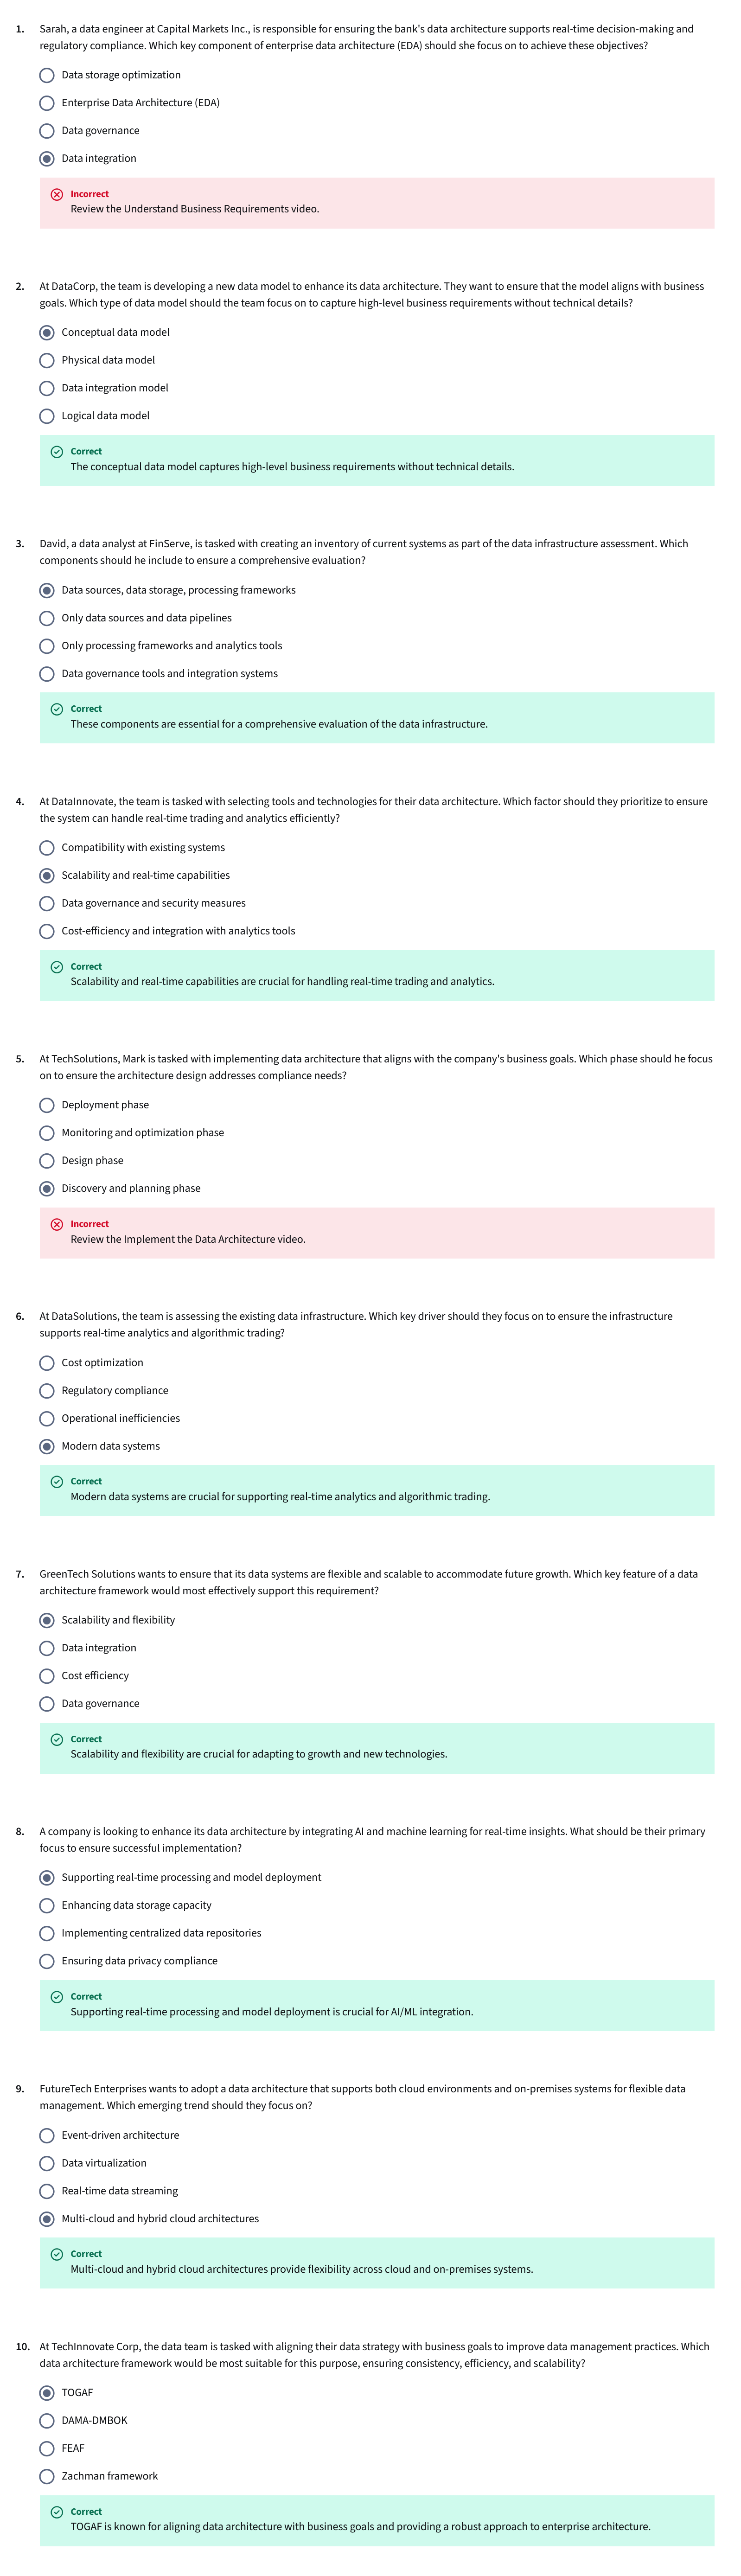 1. Sarah, a data engineer at Capital Markets Inc., is responsible for ensuring the bank's data architecture supports real-time decision-making and
regulatory compliance. Which key component of enterprise data architecture (EDA) should she focus on to achieve these objectives?
Data storage optimization
Enterprise Data Architecture (EDA)
Data governance
Data integration
Incorrect
Review the Understand Business Requirements video.
2. At DataCorp, the team is developing a new data model to enhance its data architecture. They want to ensure that the model aligns with business
goals. Which type of data model should the team focus on to capture high-level business requirements without technical details?
Conceptual data model
Physical data model
Data integration model
Logical data model
Correct
The conceptual data model captures high-level business requirements without technical details.
3. David, a data analyst at FinServe, is tasked with creating an inventory of current systems as part of the data infrastructure assessment. Which
components should he include to ensure a comprehensive evaluation?
Data sources, data storage, processing frameworks
Only data sources and data pipelines
Only processing frameworks and analytics tools
Data governance tools and integration systems
Correct
These components are essential for a comprehensive evaluation of the data infrastructure.
4. At DataInnovate, the team is tasked with selecting tools and technologies for their data architecture. Which factor should they prioritize to ensure
the system can handle real-time trading and analytics efficiently?
Compatibility with existing systems
Scalability and real-time capabilities
Data governance and security measures
Cost-efficiency and integration with analytics tools
Correct
Scalability and real-time capabilities are crucial for handling real-time trading and analytics.
5. At TechSolutions, Mark is tasked with implementing data architecture that aligns with the company's business goals. Which phase should he focus
on to ensure the architecture design addresses compliance needs?
Deployment phase
Monitoring and optimization phase
Design phase
Discovery and planning phase
Incorrect
Review the Implement the Data Architecture video.
6. At DataSolutions, the team is assessing the existing data infrastructure. Which key driver should they focus on to ensure the infrastructure
supports real-time analytics and algorithmic trading?
Cost optimization
Regulatory compliance
Operational inefficiencies
Modern data systems
Correct
Modern data systems are crucial for supporting real-time analytics and algorithmic trading.
7. GreenTech Solutions wants to ensure that its data systems are flexible and scalable to accommodate future growth. Which key feature of a data
architecture framework would most effectively support this requirement?
Scalability and flexibility
Data integration
Cost efficiency
Data governance
Correct
Scalability and flexibility are crucial for adapting to growth and new technologies.
8. A company is looking to enhance its data architecture by integrating AI and machine learning for real-time insights. What should be their primary
focus to ensure successful implementation?
Supporting real-time processing and model deployment
Enhancing data storage capacity
Implementing centralized data repositories
Ensuring data privacy compliance
Correct
Supporting real-time processing and model deployment is crucial for AI/ML integration.
9. FutureTech Enterprises wants to adopt a data architecture that supports both cloud environments and on-premises systems for flexible data
management. Which emerging trend should they focus on?
Event-driven architecture
Data virtualization
Real-time data streaming
Multi-cloud and hybrid cloud architectures
Correct
Multi-cloud and hybrid cloud architectures provide flexibility across cloud and on-premises systems.
10. At TechInnovate Corp, the data team is tasked with aligning their data strategy with business goals to improve data management practices. Which
data architecture framework would be most suitable for this purpose, ensuring consistency, efficiency, and scalability?
TOGAF
DAMA-DMBOK
FEAF
Zachman framework
Correct
TOGAF is known for aligning data architecture with business goals and providing a robust approach to enterprise architecture.